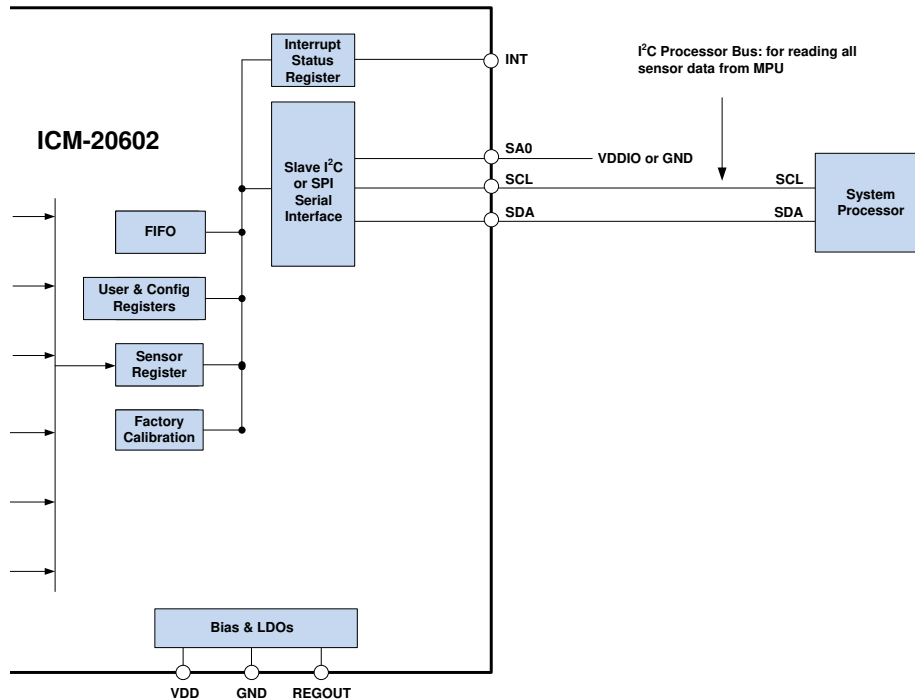 Interrupt
Status
Register
INT
I²C Processor Bus: for reading all
sensor data from MPU
ICM-20602
Slave I²C
or SPI
Serial
Interface
SA0
VDDIO or GND
SCL
SCL
SDA
SDA
System
Processor
FIFO
User & Config
Registers
Sensor
Register
Factory
Calibration
Bias & LDOs
VDD
GND
REGOUT